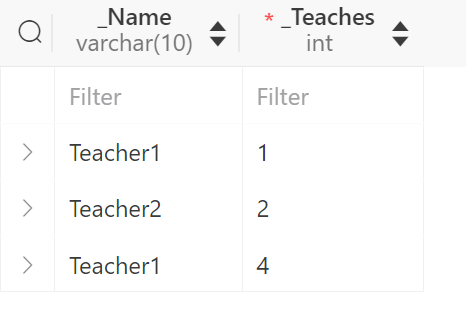 _Name * _Teaches
varchar(10) int
Filter Filter
Teacher1 1
Teacher2 2
Teacher1 4